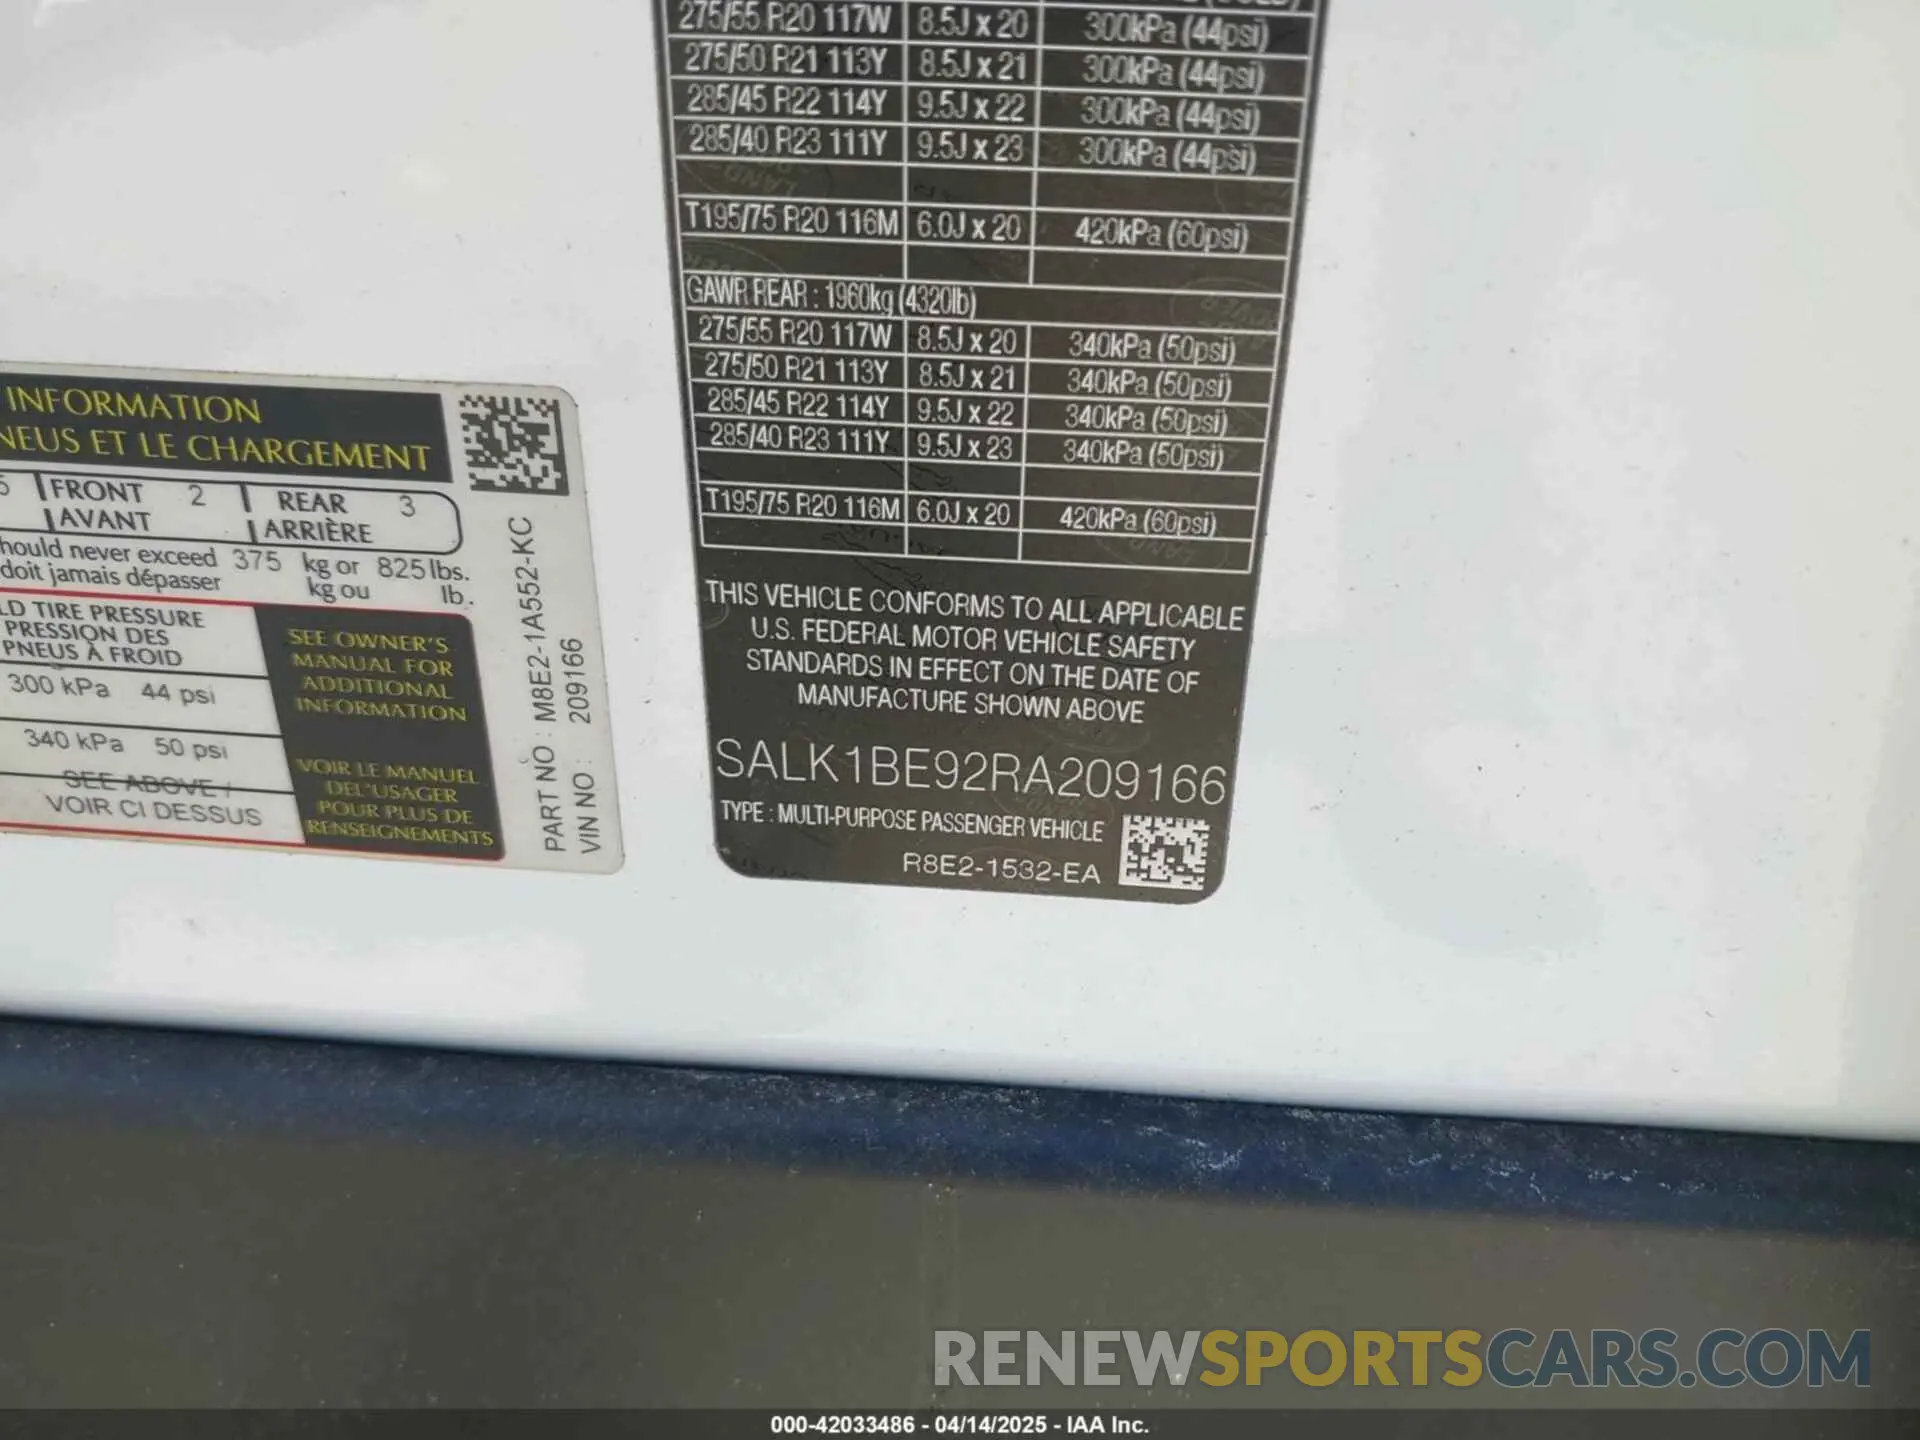 275/55 R20 117W 8.5J x 20 300kPa (44psi)
275/50 R21 113Y 8.5J x 21 300kPa (44psi)
285/45 R22 114Y 9.5J x 22 300kPa (44psi)
285/40 R23 111Y 9.5J x 23 300kPa (44psi)
T195/75 R20 116M 6.0J x 20 420kPa (60psi)
GAWR REAR : 1960kg (4320lb)
275/55 R20 117W 8.5J x 20 340kPa (50psi)
275/50 R21 113Y 8.5J x 21 340kPa (50psi)
285/45 R22 114Y 9.5J x 22 340kPa (50psi)
285/40 R23 111Y 9.5J x 23 340kPa (50psi)
T195/75 R20 116M 6.0J x 20 420kPa (60psi)
THIS VEHICLE CONFORMS TO ALL APPLICABLE
U.S. FEDERAL MOTOR VEHICLE SAFETY
STANDARDS IN EFFECT ON THE DATE OF
MANUFACTURE SHOWN ABOVE
SALK1BE92RA209166
TYPE : MULTI-PURPOSE PASSENGER VEHICLE
R8E2-1532-EA
INFORMATION
NEUS ET LE CHARGEMENT
5 FRONT 2 REAR 3
AVANT ARRIÈRE
hould never exceed 375 kg or 825 lbs.
doit jamais dépasser kg ou lb.
LD TIRE PRESSURE
PRESSION DES
PNEUS À FROID
300 kPa 44 psi
340 kPa 50 psi
SEE ABOVE /
VOIR CI DESSUS
SEE OWNER'S
MANUAL FOR
ADDITIONAL
INFORMATION
VOIR LE MANUEL
DEL'USAGER
POUR PLUS DE
RENSEIGNEMENTS
PART NO : M8E2-1A552-KC
VIN NO : 209166
RENEWSPORTSCARS.COM
000-42033486 - 04/14/2025 - IAA Inc.